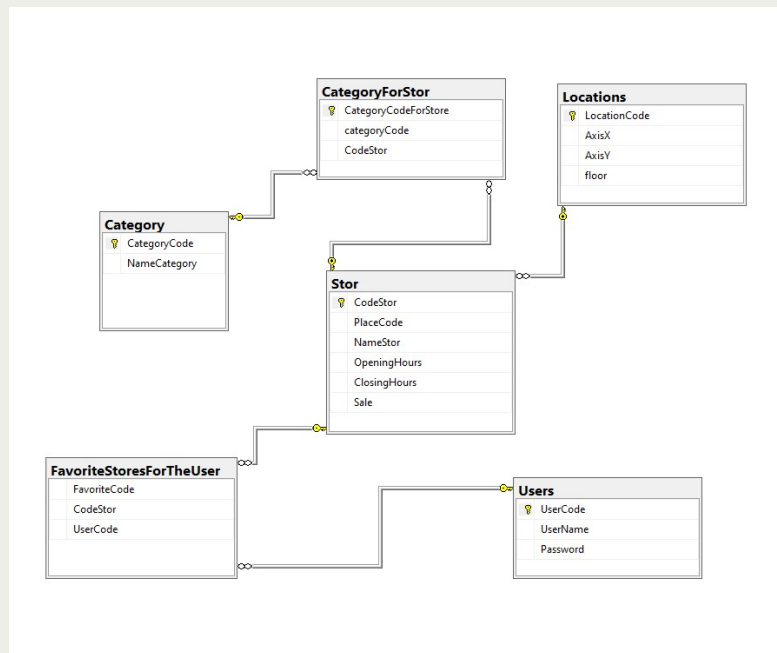 CategoryForStor
CategoryCodeForStore
categoryCode
CodeStor
Locations
LocationCode
AxisX
AxisY
floor
Category
CategoryCode
NameCategory
Stor
CodeStor
PlaceCode
NameStor
OpeningHours
ClosingHours
Sale
FavoriteStoresForTheUser
FavoriteCode
CodeStor
UserCode
Users
UserCode
UserName
Password